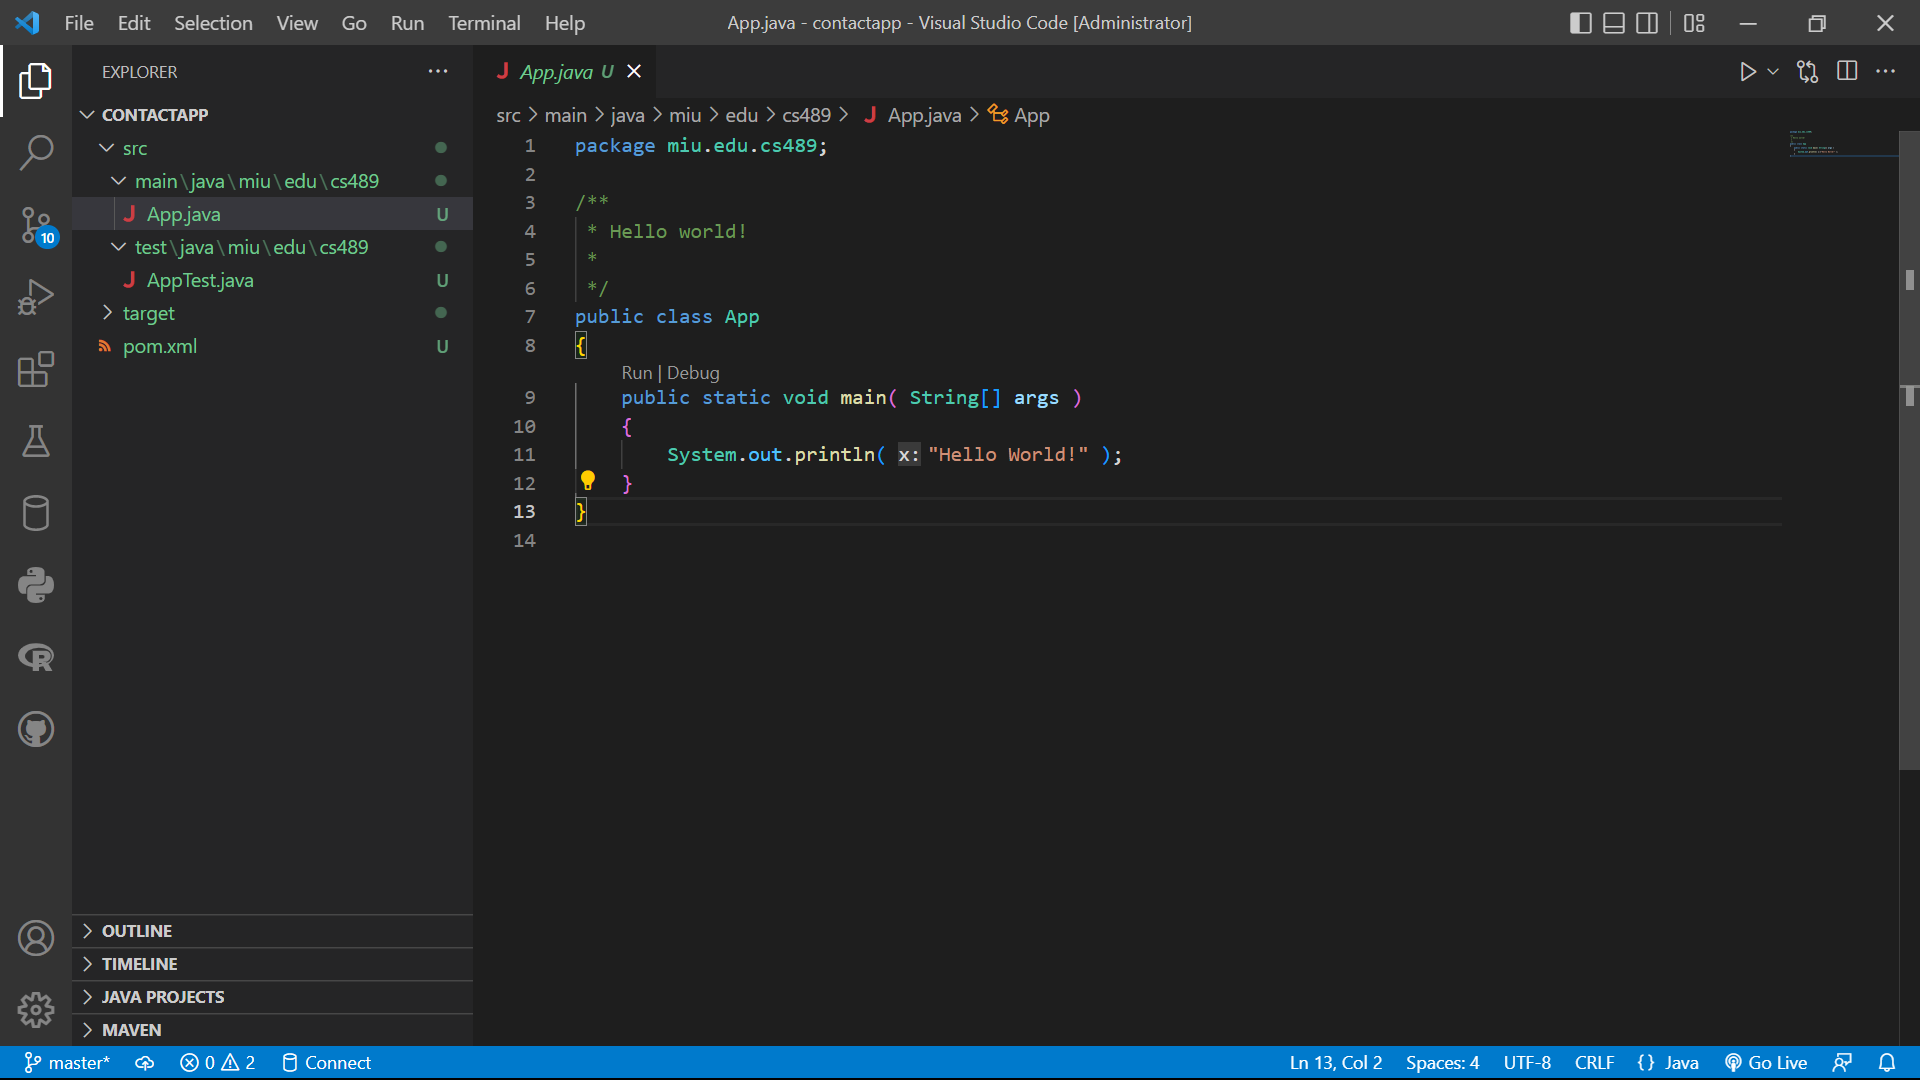 File Edit Selection View Go Run Terminal Help
App.java - contactapp - Visual Studio Code [Administrator]
EXPLORER
CONTACTAPP
src
main\java\miu\edu\cs489
App.java U
test\java\miu\edu\cs489
AppTest.java U
target
pom.xml U
10
OUTLINE
TIMELINE
JAVA PROJECTS
MAVEN
App.java U
src > main > java > miu > edu > cs489 > App.java > App
1 package miu.edu.cs489;
2
3 /**
4 * Hello world!
5 *
6 */
7 public class App
8 {
Run | Debug
9 public static void main( String[] args )
10 {
11 System.out.println( x: "Hello World!" );
12 }
13 }
14
master* 0 2 Connect
Ln 13, Col 2 Spaces: 4 UTF-8 CRLF {} Java Go Live